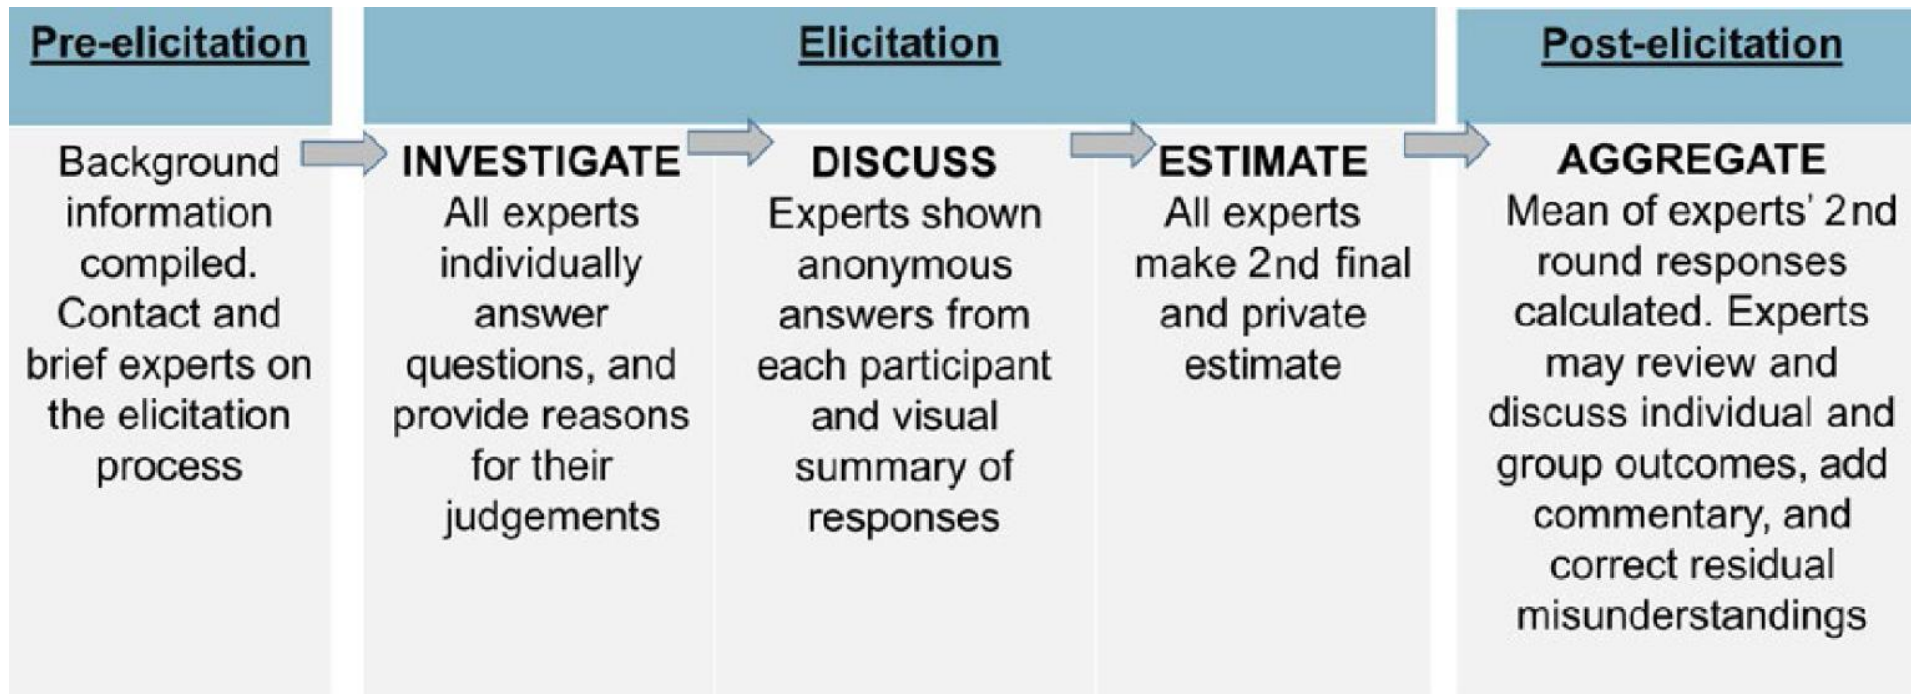 Pre-elicitation
Elicitation
Post-elicitation
Background
information
compiled.
Contact and
brief experts on
the elicitation
process
INVESTIGATE
All experts
individually
answer
questions, and
provide reasons
for their
judgements
DISCUSS
Experts shown
anonymous
answers from
each participant
and visual
summary of
responses
ESTIMATE
All experts
make 2nd final
and private
estimate
AGGREGATE
Mean of experts' 2nd
round responses
calculated. Experts
may review and
discuss individual and
group outcomes, add
commentary, and
correct residual
misunderstandings